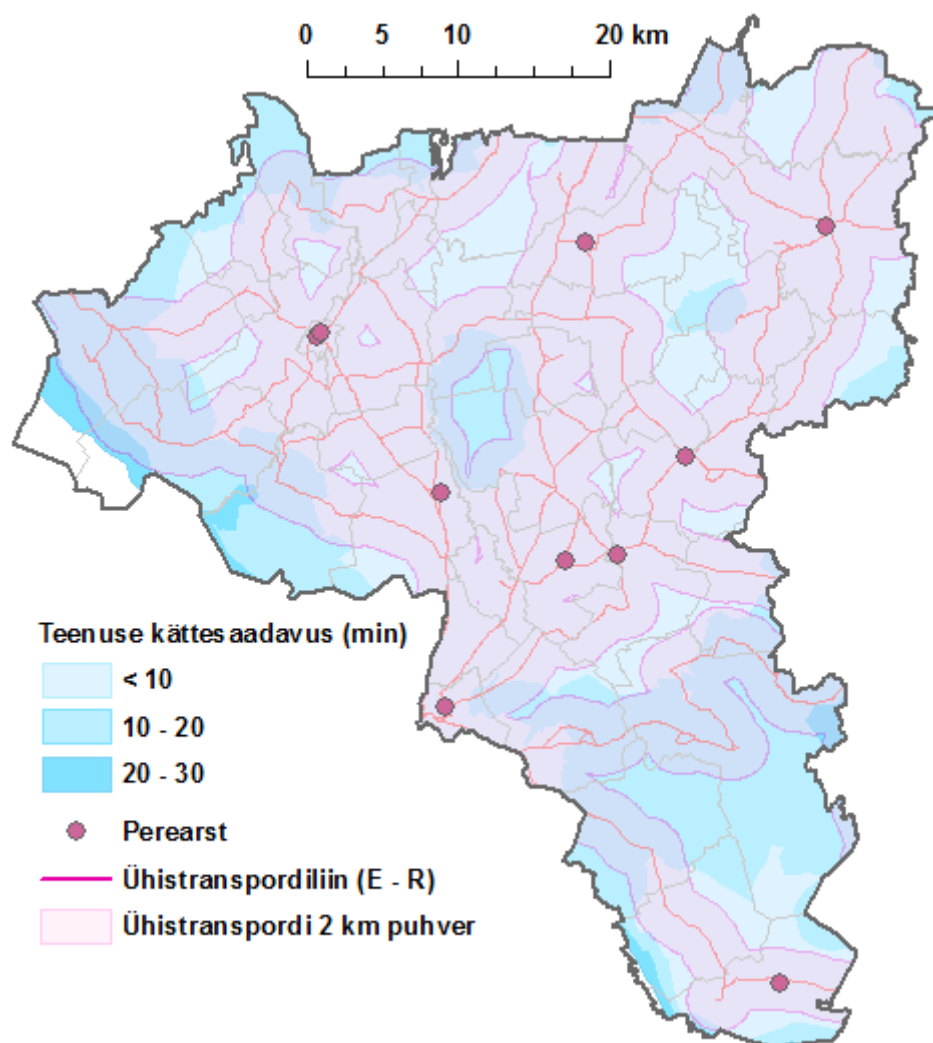 0 5 10 20 km
Teenuse kättesaadavus (min)
< 10
10 - 20
20 - 30
Perearst
Ühistranspordiliin (E - R)
Ühistranspordi 2 km puhver